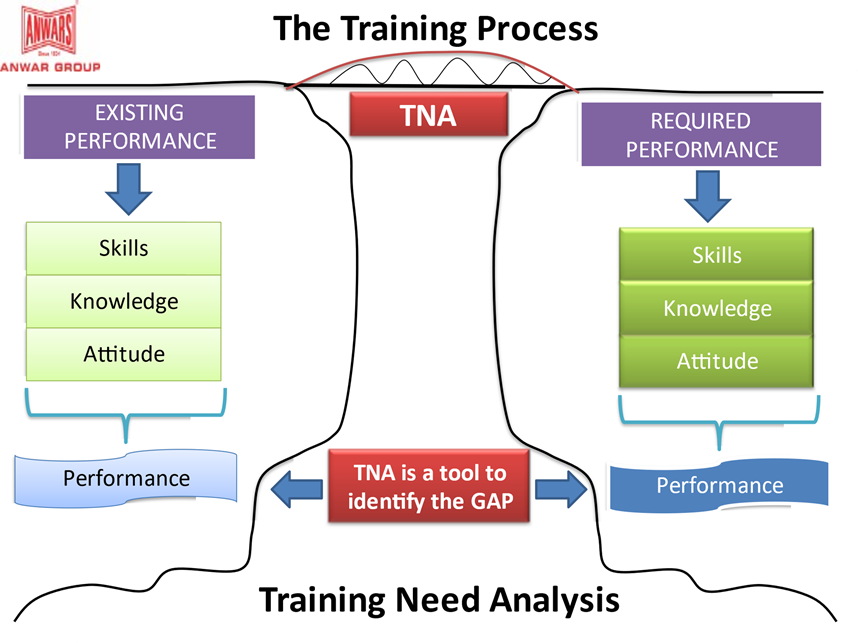 The Training Process
ANWARS
Since 1834
ANWAR GROUP
TNA
EXISTING
PERFORMANCE
Skills
Knowledge
Attitude
Performance
REQUIRED
PERFORMANCE
Skills
Knowledge
Attitude
Performance
TNA is a tool to
identify the GAP
Training Need Analysis